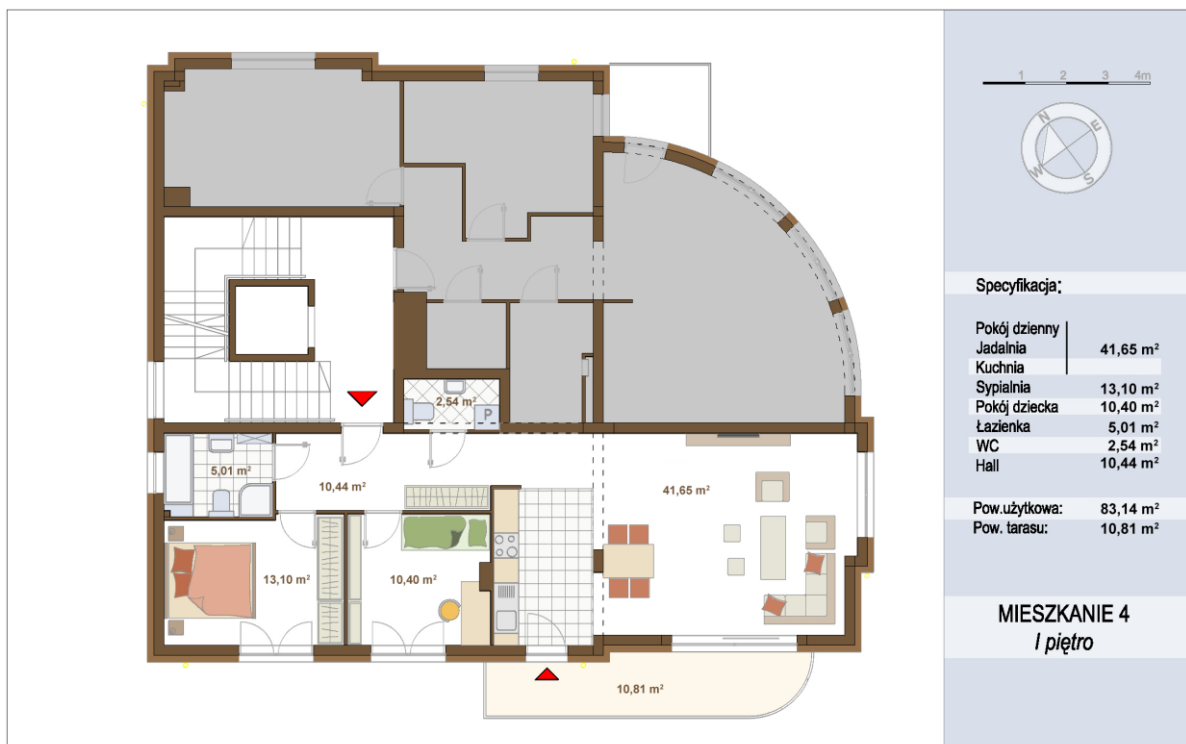 2,54 m²
P
5,01 m²
10,44 m²
41,65 m²
13,10 m²
10,40 m²
10,81 m²
1 2 3 4m
N
E
W
S
Specyfikacja:
Pokój dzienny
Jadalnia 41,65 m²
Kuchnia
Sypialnia 13,10 m²
Pokój dziecka 10,40 m²
Łazienka 5,01 m²
WC 2,54 m²
Hall 10,44 m²
Pow.użytkowa: 83,14 m²
Pow. tarasu: 10,81 m²
MIESZKANIE 4
I piętro